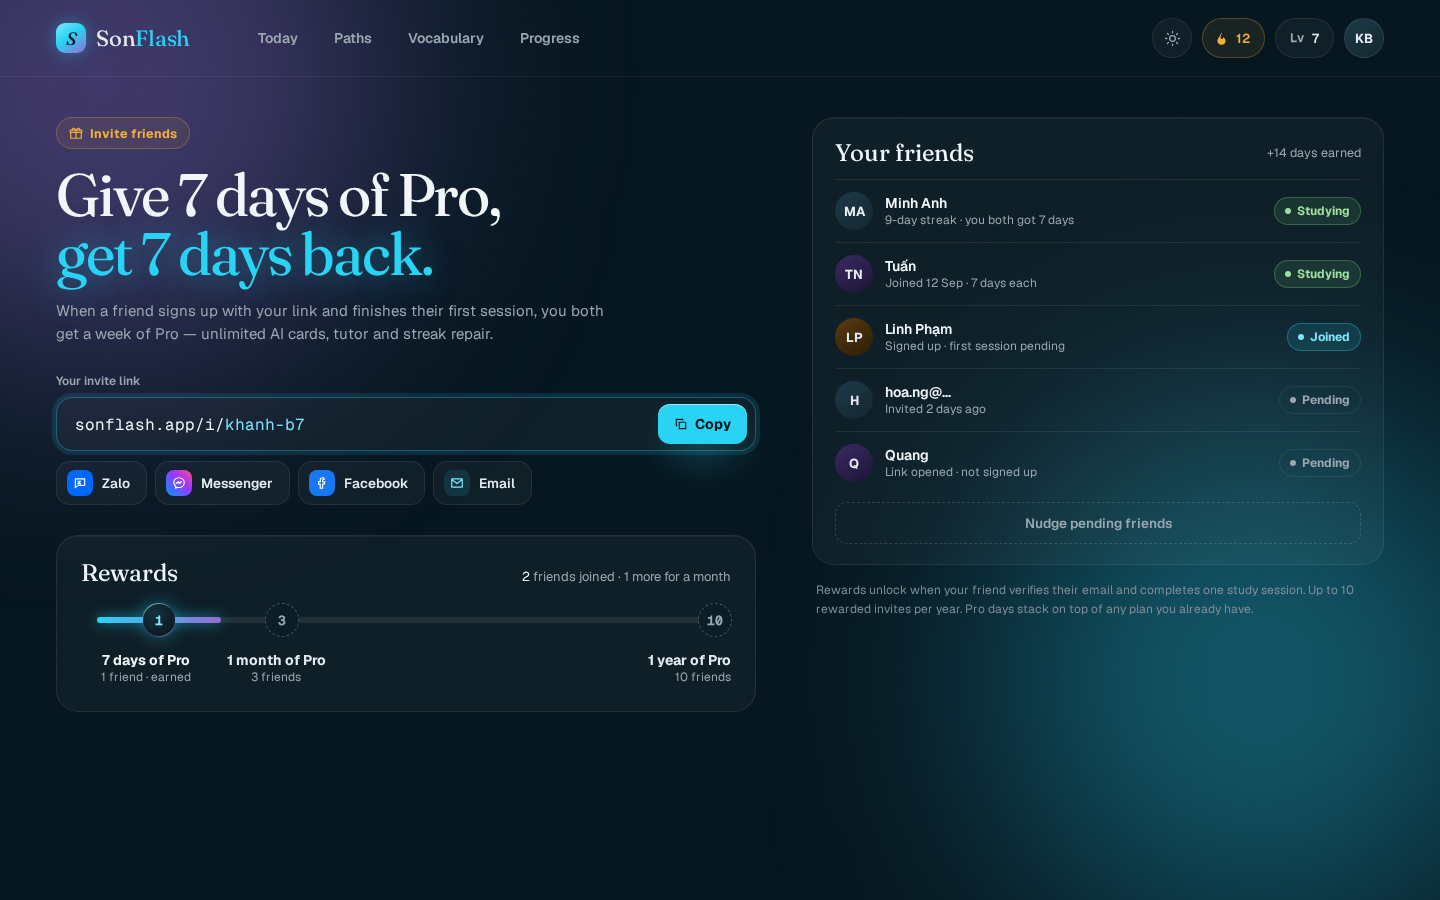 S SonFlash
Today
Paths
Vocabulary
Progress
12
Lv 7
KB
Invite friends
Give 7 days of Pro,
get 7 days back.
When a friend signs up with your link and finishes their first session, you both
get a week of Pro — unlimited AI cards, tutor and streak repair.
Your invite link
sonflash.app/i/khanh-b7
Copy
Zalo
Messenger
Facebook
Email
Rewards
2 friends joined · 1 more for a month
1
3
10
7 days of Pro
1 friend · earned
1 month of Pro
3 friends
1 year of Pro
10 friends
Your friends
+14 days earned
MA
Minh Anh
9-day streak · you both got 7 days
Studying
TN
Tuấn
Joined 12 Sep · 7 days each
Studying
LP
Linh Phạm
Signed up · first session pending
Joined
H
hoa.ng@…
Invited 2 days ago
Pending
Q
Quang
Link opened · not signed up
Pending
Nudge pending friends
Rewards unlock when your friend verifies their email and completes one study session. Up to 10
rewarded invites per year. Pro days stack on top of any plan you already have.